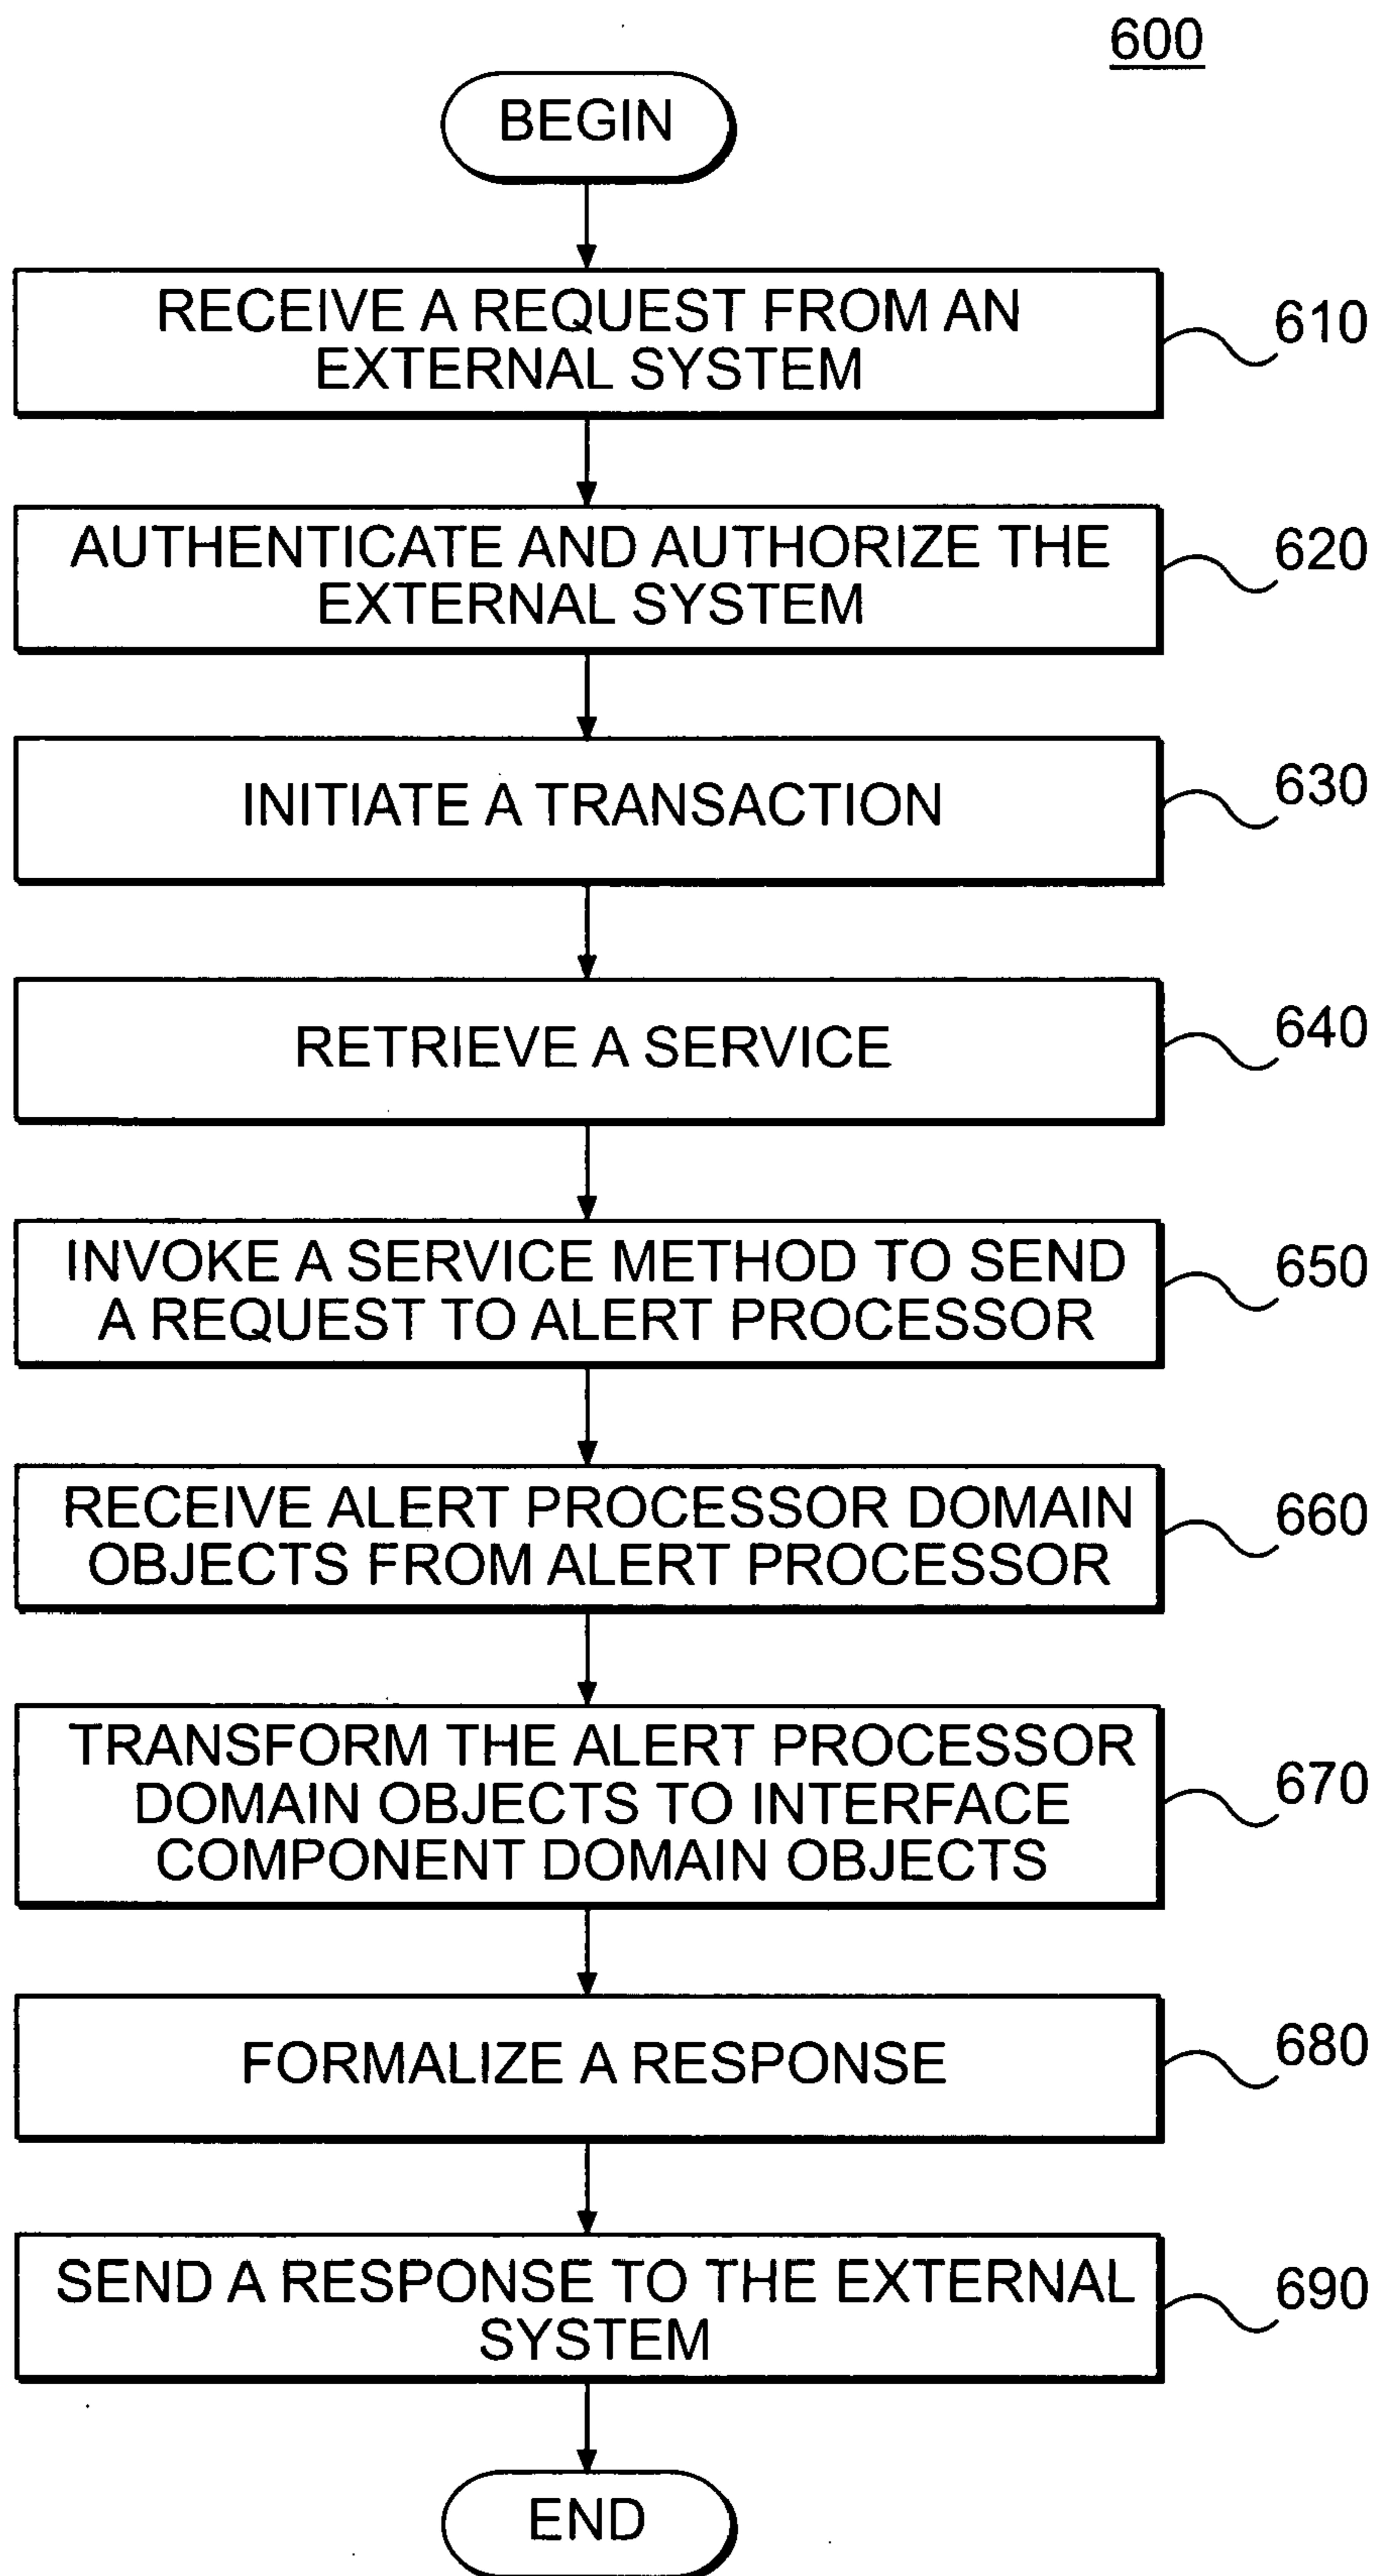 600
BEGIN
RECEIVE A REQUEST FROM AN
EXTERNAL SYSTEM
610
AUTHENTICATE AND AUTHORIZE THE
EXTERNAL SYSTEM
620
INITIATE A TRANSACTION
630
RETRIEVE A SERVICE
640
INVOKE A SERVICE METHOD TO SEND
A REQUEST TO ALERT PROCESSOR
650
RECEIVE ALERT PROCESSOR DOMAIN
OBJECTS FROM ALERT PROCESSOR
660
TRANSFORM THE ALERT PROCESSOR
DOMAIN OBJECTS TO INTERFACE
COMPONENT DOMAIN OBJECTS
670
FORMALIZE A RESPONSE
680
SEND A RESPONSE TO THE EXTERNAL
SYSTEM
690
END